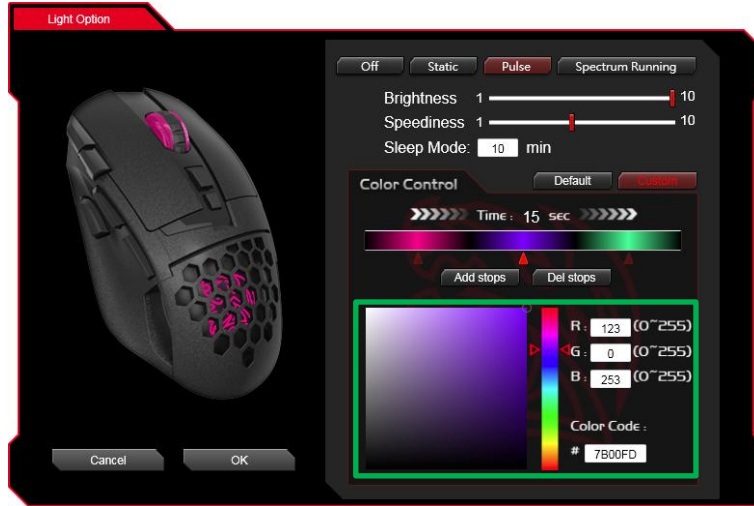 Light Option
Off Static Pulse Spectrum Running
Brightness 1 10
Speediness 1 10
Sleep Mode: 10 min
Color Control Default Custom
Time : 15 sec
Add stops Del stops
R : 123 (0~255)
G : 0 (0~255)
B : 253 (0~255)
Color Code :
# 7B00FD
Cancel OK